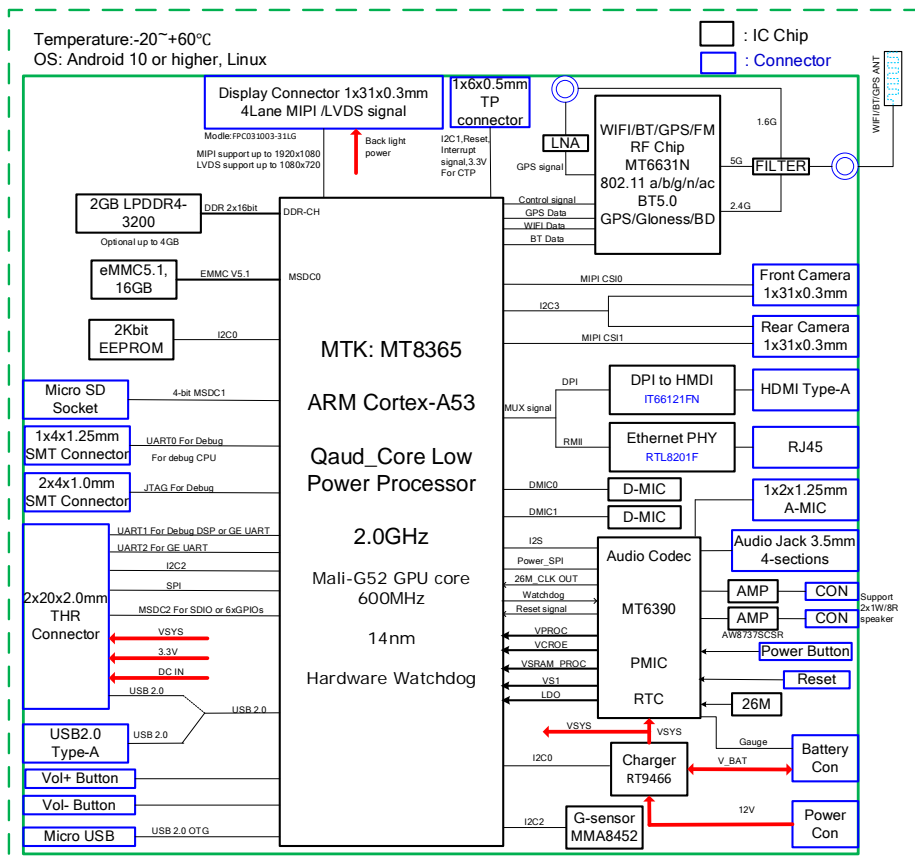 Temperature:-20~+60℃
OS: Android 10 or higher, Linux
: IC Chip
: Connector
WIFI/BT/GPS ANT
Display Connector 1x31x0.3mm
4Lane MIPI /LVDS signal
Modle:FPC031003-31LG
MIPI support up to 1920x1080
LVDS support up to 1080x720
Back light
power
1x6x0.5mm
TP
connector
I2C1,Reset,
Interrupt
signal,3.3V
For CTP
LNA
GPS signal
WIFI/BT/GPS/FM
RF Chip
MT6631N
802.11 a/b/g/n/ac
BT5.0
GPS/Gloness/BD
1.6G
5G
2.4G
FILTER
Control signal
GPS Data
WIFI Data
BT Data
2GB LPDDR4-
3200
Optional up to 4GB
DDR 2x16bit
DDR-CH
eMMC5.1,
16GB
EMMC V5.1
MSDC0
2Kbit
EEPROM
I2C0
Micro SD
Socket
4-bit MSDC1
1x4x1.25mm
SMT Connector
UART0 For Debug
For debug CPU
2x4x1.0mm
SMT Connector
JTAG For Debug
2x20x2.0mm
THR
Connector
UART1 For Debug DSP or GE UART
UART2 For GE UART
I2C2
SPI
MSDC2 For SDIO or 6xGPIOs
VSYS
3.3V
DC IN
USB 2.0
USB 2.0
USB2.0
Type-A
USB 2.0
Vol+ Button
Vol- Button
Micro USB
USB 2.0 OTG
MTK: MT8365
ARM Cortex-A53
Qaud_Core Low
Power Processor
2.0GHz
Mali-G52 GPU core
600MHz
14nm
Hardware Watchdog
MIPI CSI0
I2C3
MIPI CSI1
Front Camera
1x31x0.3mm
Rear Camera
1x31x0.3mm
MUX signal
DPI
RMII
DPI to HMDI
IT66121FN
HDMI Type-A
Ethernet PHY
RTL8201F
RJ45
DMIC0
D-MIC
DMIC1
D-MIC
1x2x1.25mm
A-MIC
I2S
Power_SPI
26M_CLK OUT
Watchdog
Reset signal
VPROC
VCROE
VSRAM_PROC
VS1
LDO
Audio Codec
MT6390
PMIC
RTC
Audio Jack 3.5mm
4-sections
AMP
CON
AMP
CON
AW8737SCSR
Support
2x1W/8R
speaker
Power Button
Reset
26M
VSYS
VSYS
Gauge
I2C0
Charger
RT9466
V_BAT
Battery
Con
12V
Power
Con
I2C2
G-sensor
MMA8452